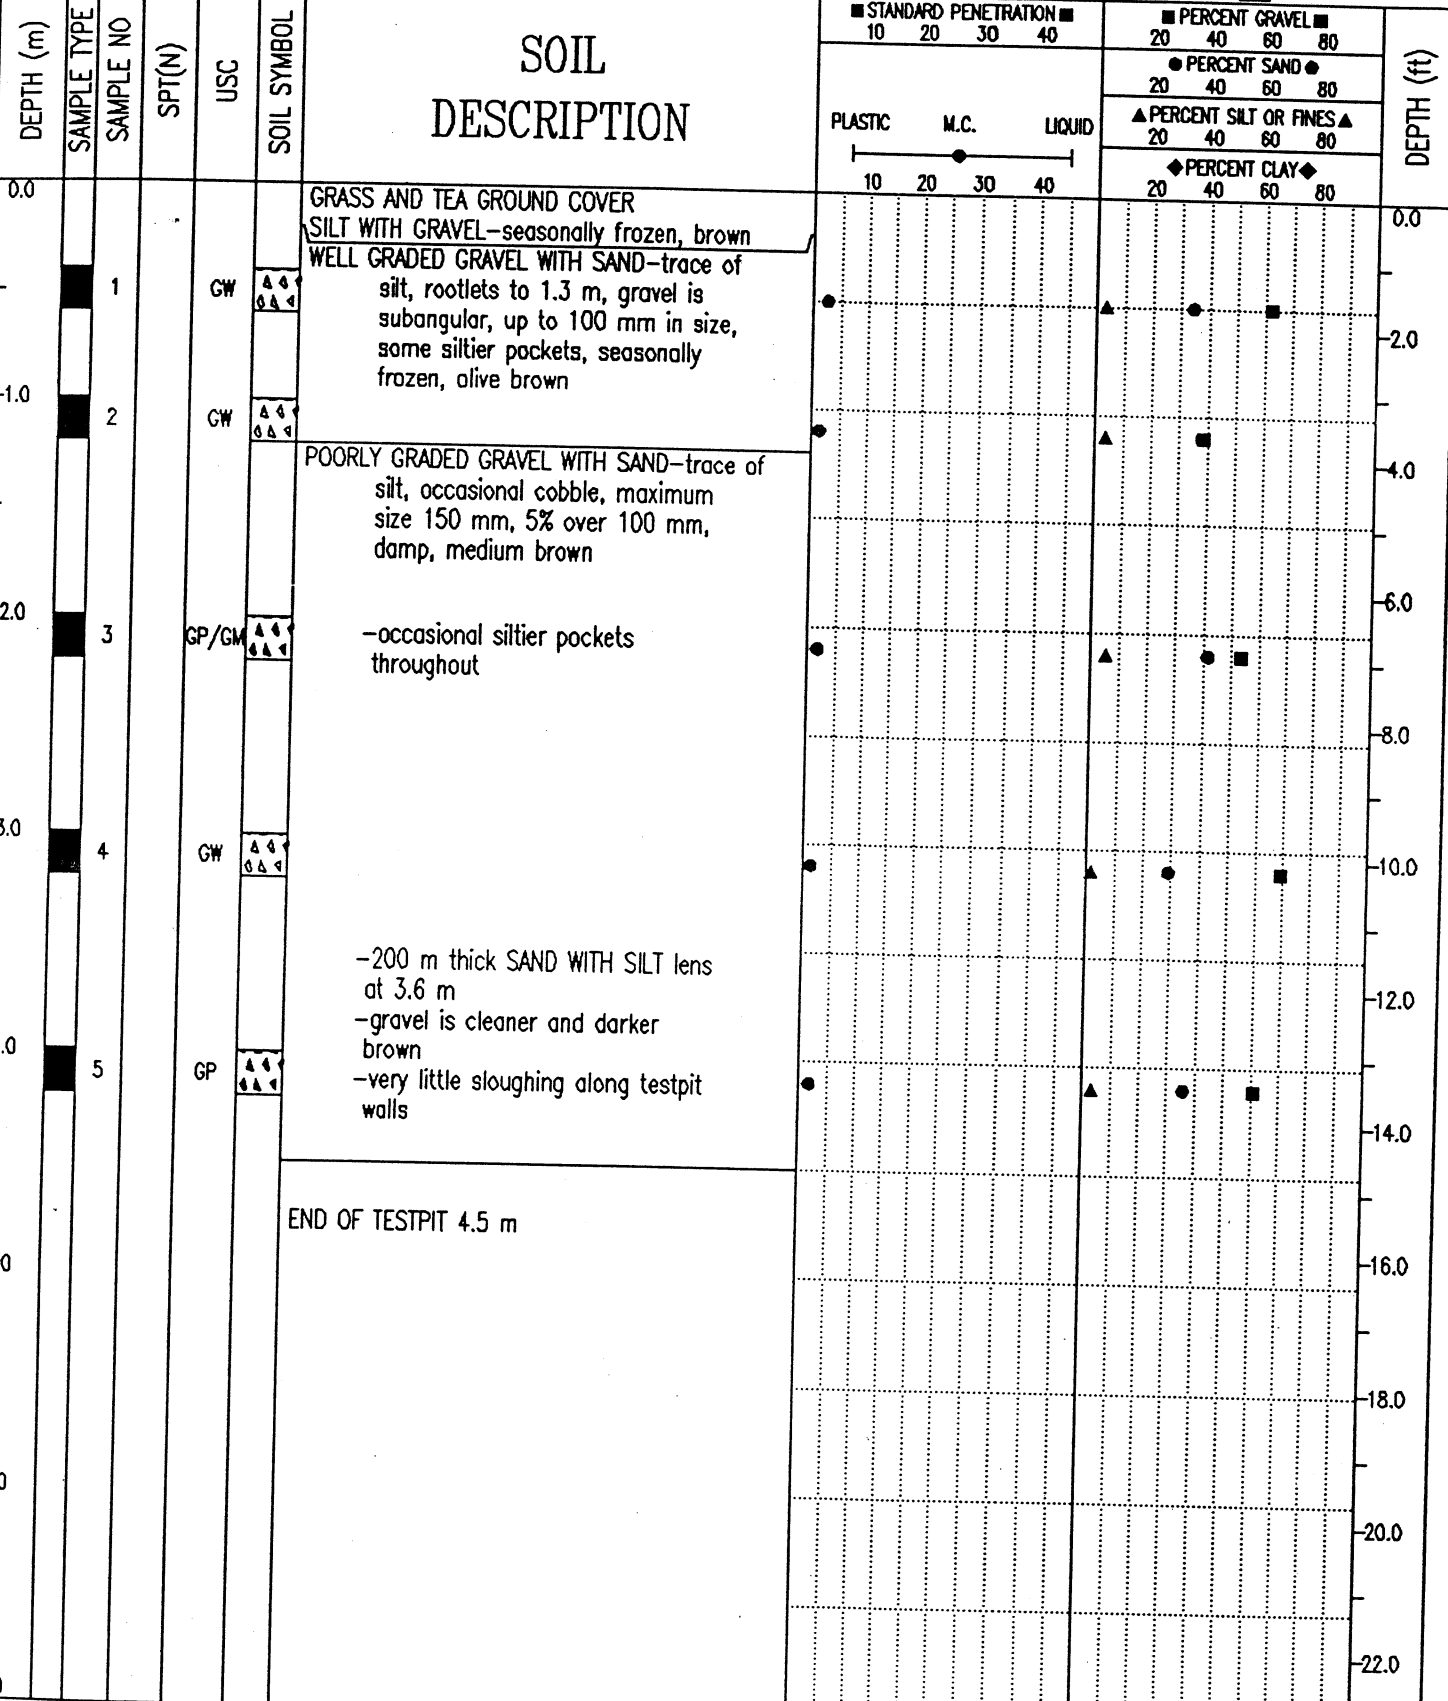 DEPTH (m)
SAMPLE TYPE
SAMPLE NO
SPT(N)
USC
SOIL SYMBOL
SOIL
DESCRIPTION
■ STANDARD PENETRATION ■
10 20 30 40
PLASTIC M.C. LIQUID
10 20 30 40
■ PERCENT GRAVEL ■
20 40 60 80
● PERCENT SAND ●
20 40 60 80
▲ PERCENT SILT OR FINES ▲
20 40 60 80
◆ PERCENT CLAY ◆
20 40 60 80
DEPTH (ft)
0.0
GRASS AND TEA GROUND COVER
0.0
SILT WITH GRAVEL-seasonally frozen, brown
WELL GRADED GRAVEL WITH SAND-trace of
1 GW silt, rootlets to 1.3 m, gravel is
subangular, up to 100 mm in size,
2.0
some siltier pockets, seasonally
frozen, olive brown
1.0
2 GW
POORLY GRADED GRAVEL WITH SAND-trace of
4.0
silt, occasional cobble, maximum
size 150 mm, 5% over 100 mm,
damp, medium brown
6.0
2.0
3 GP/GM -occasional siltier pockets
throughout
8.0
3.0
4 GW
10.0
-200 m thick SAND WITH SILT lens
at 3.6 m
12.0
-gravel is cleaner and darker
.0
brown
5 GP -very little sloughing along testpit
walls
14.0
END OF TESTPIT 4.5 m
0
16.0
18.0
0
20.0
22.0